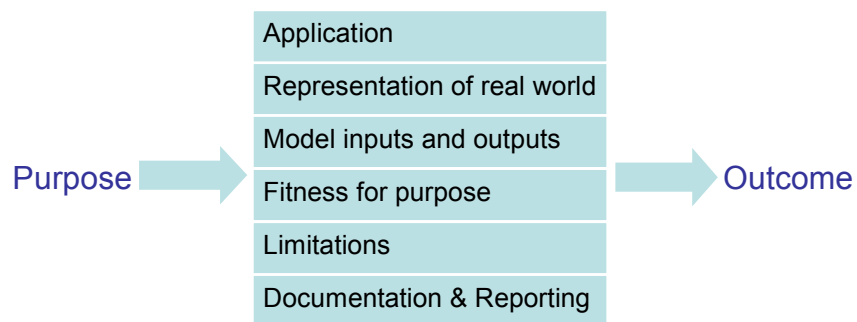 Purpose
Application
Representation of real world
Model inputs and outputs
Fitness for purpose
Limitations
Documentation & Reporting
Outcome